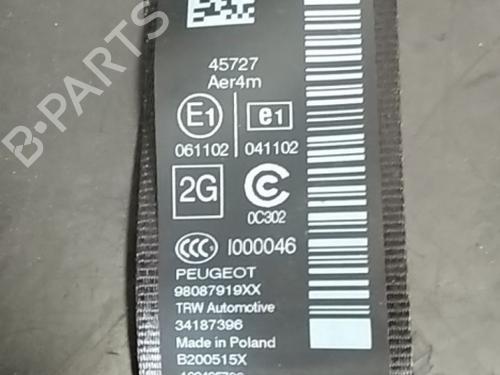 45727
Aer4m
E1 e1
061102 041102
2G C
0C302
CCC I000046
PEUGEOT
98087919XX
TRW Automotive
34187396
Made in Poland
B200515X
B-PARTS